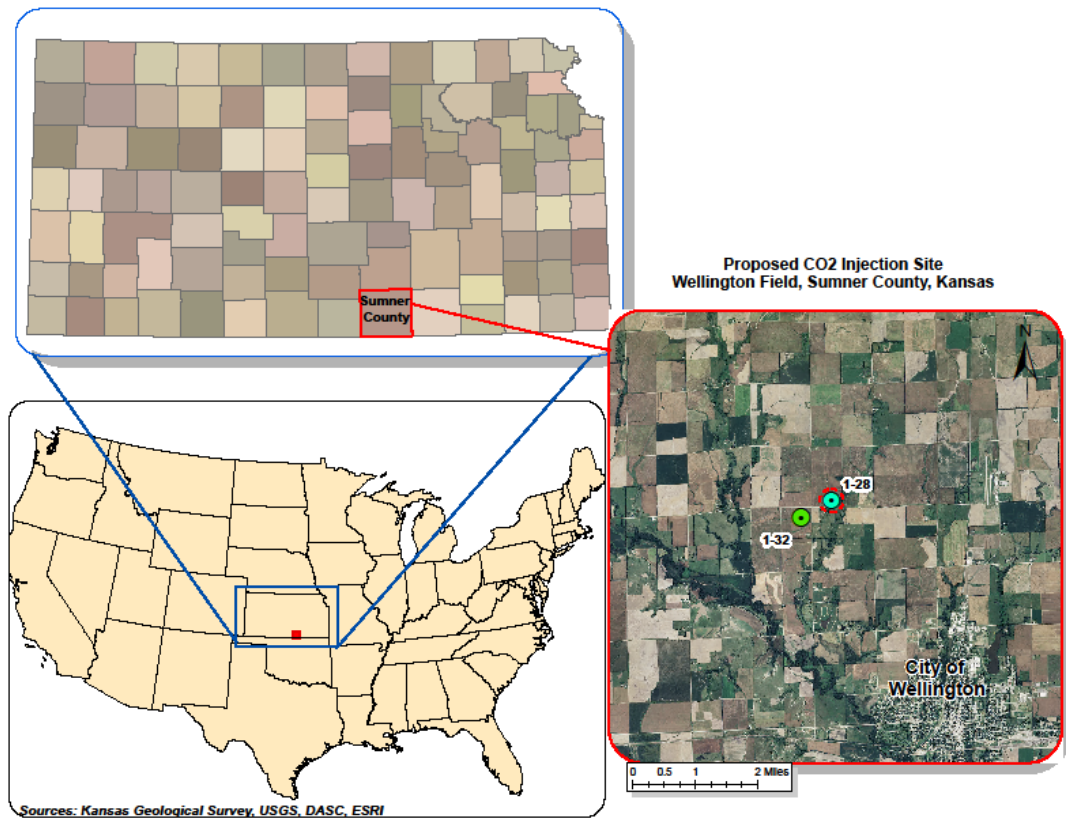 Sumner
County
Proposed CO2 Injection Site
Wellington Field, Sumner County, Kansas
N
1-28
1-32
City of
Wellington
0 0.5 1 2 Miles
Sources: Kansas Geological Survey, USGS, DASC, ESRI